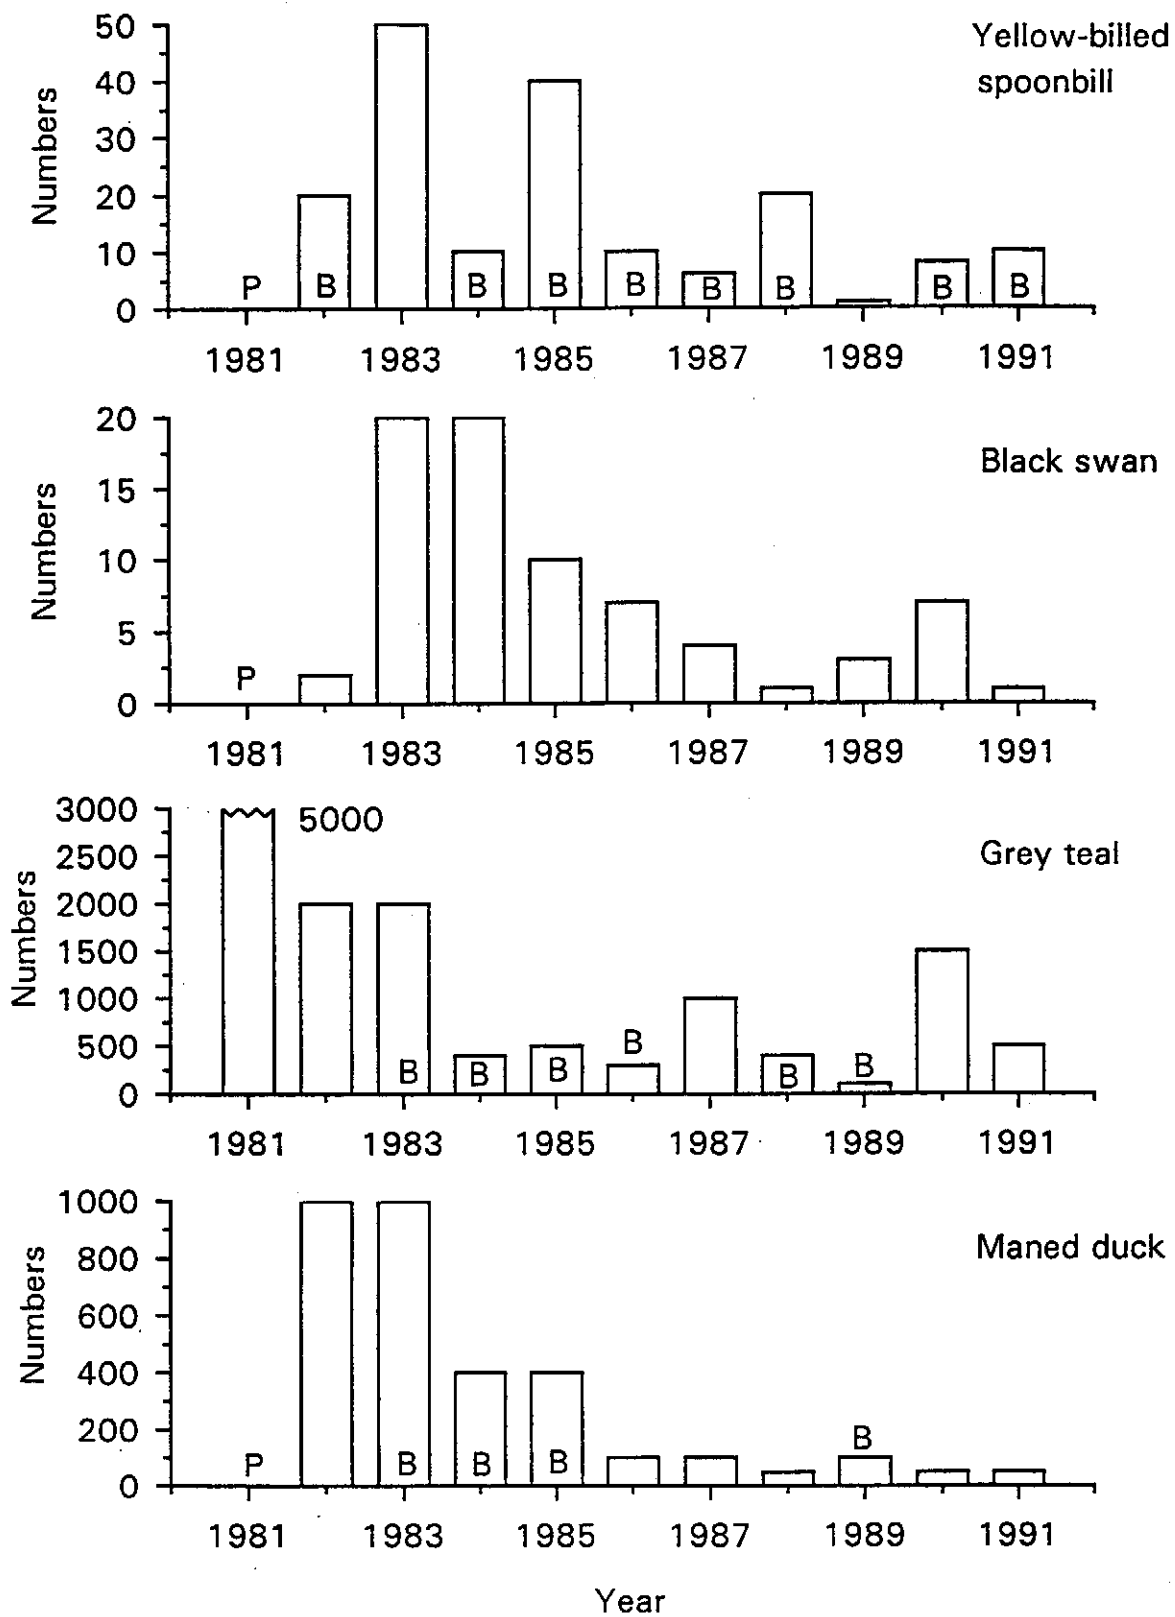 Yellow-billed
spoonbill
Numbers
50
40
30
20
10
0
P
B
B
B
B
B
B
B
B
1981
1983
1985
1987
1989
1991
Black swan
Numbers
20
15
10
5
0
P
1981
1983
1985
1987
1989
1991
Grey teal
Numbers
3000
2500
2000
1500
1000
500
0
5000
B
B
B
B
B
B
1981
1983
1985
1987
1989
1991
Maned duck
Numbers
1000
800
600
400
200
0
P
B
B
B
B
1981
1983
1985
1987
1989
1991
Year